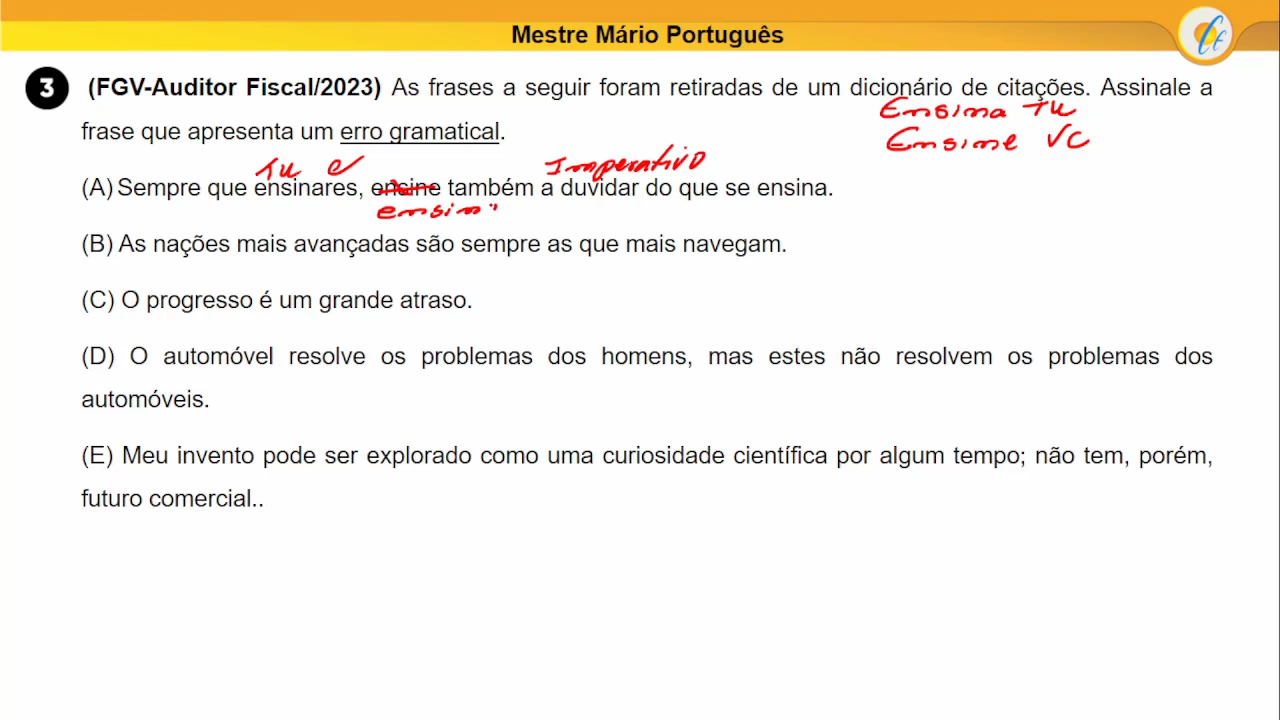 Mestre Mário Português
3 (FGV-Auditor Fiscal/2023) As frases a seguir foram retiradas de um dicionário de citações. Assinale a
Ensina Tu
frase que apresenta um erro gramatical.
Ensine Vc
Tu Imperativo
(A) Sempre que ensinares, ensine também a duvidar do que se ensina.
ensin
(B) As nações mais avançadas são sempre as que mais navegam.
(C) O progresso é um grande atraso.
(D) O automóvel resolve os problemas dos homens, mas estes não resolvem os problemas dos
automóveis.
(E) Meu invento pode ser explorado como uma curiosidade científica por algum tempo; não tem, porém,
futuro comercial..